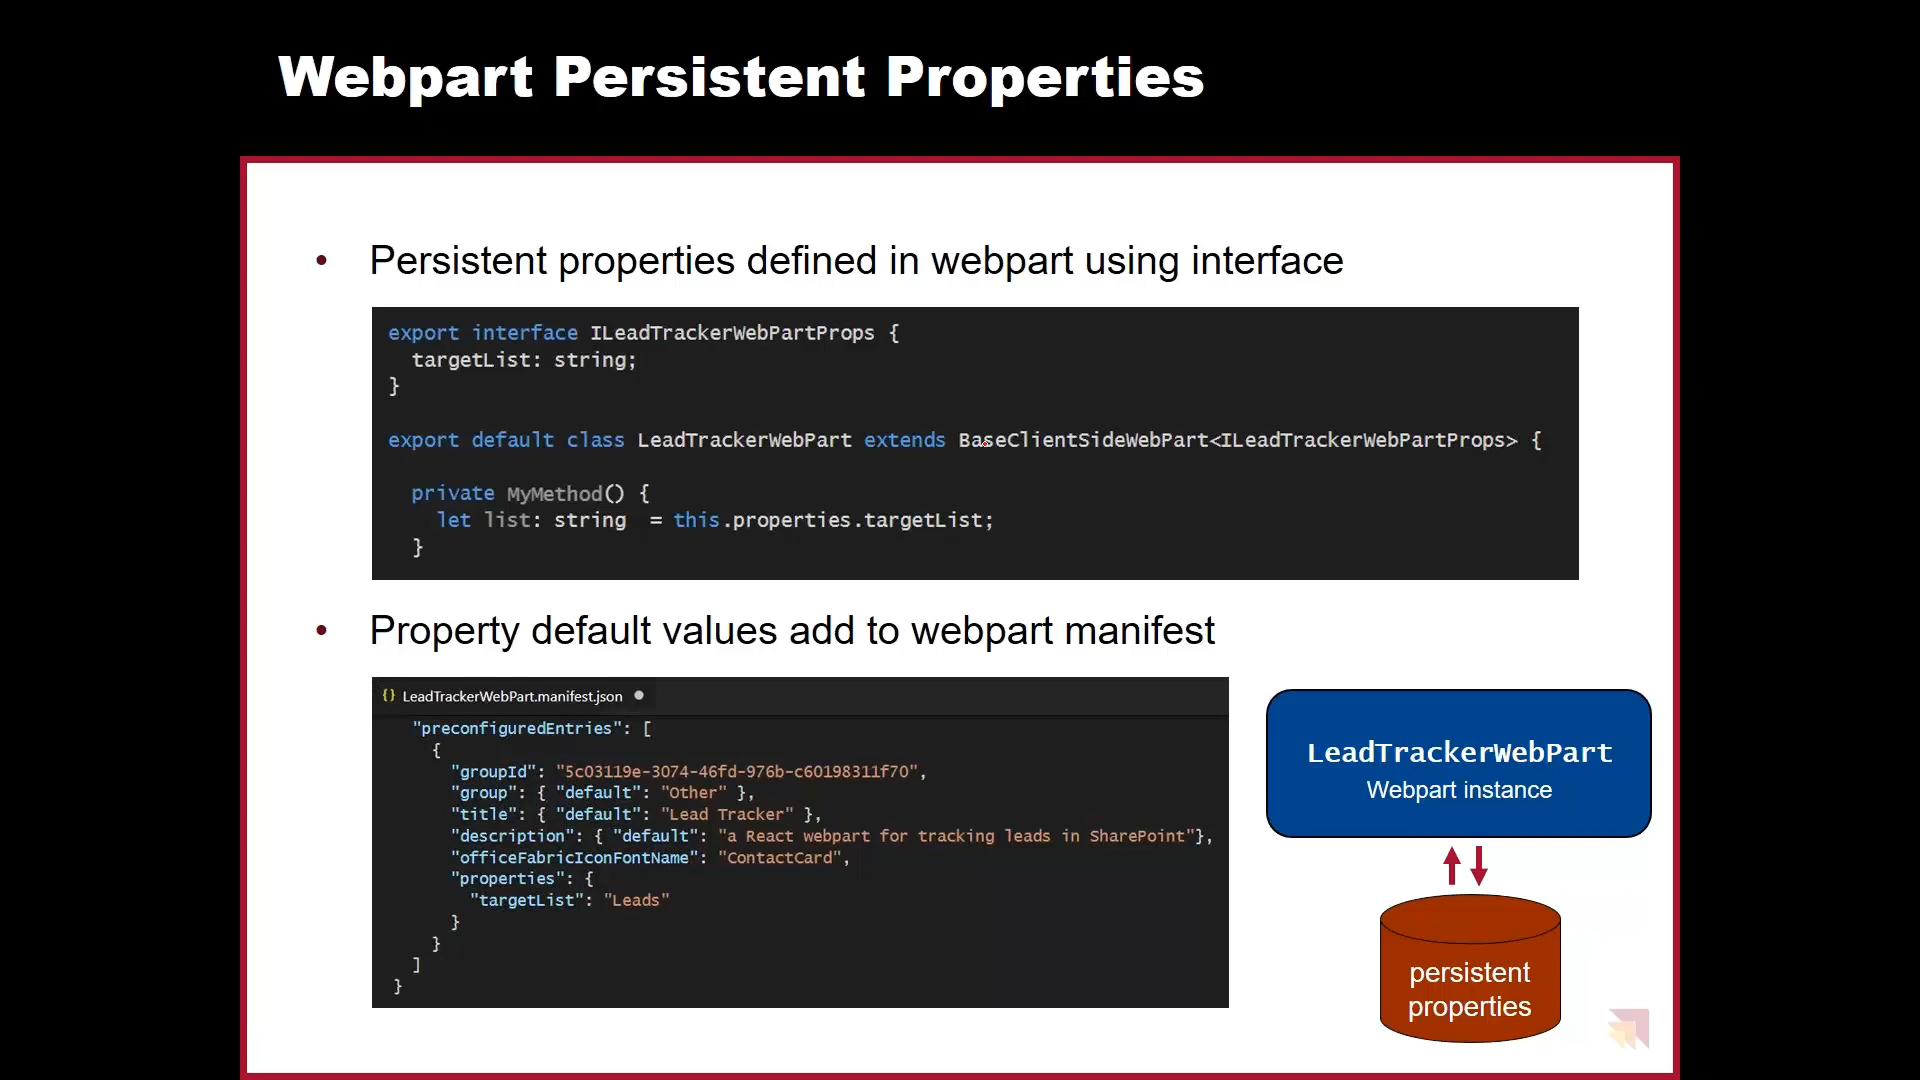 Webpart Persistent Properties
• Persistent properties defined in webpart using interface
export interface ILeadTrackerWebPartProps {
targetList: string;
}
export default class LeadTrackerWebPart extends BaseClientSideWebPart<ILeadTrackerWebPartProps> {
private MyMethod() {
let list: string = this.properties.targetList;
}
• Property default values add to webpart manifest
{} LeadTrackerWebPart.manifest.json ●
"preconfiguredEntries": [
{
"groupId": "5c03119e-3074-46fd-976b-c60198311f70",
"group": { "default": "Other" },
"title": { "default": "Lead Tracker" },
"description": { "default": "a React webpart for tracking leads in SharePoint"},
"officeFabricIconFontName": "ContactCard",
"properties": {
"targetList": "Leads"
}
}
]
}
LeadTrackerWebPart
Webpart instance
persistent
properties